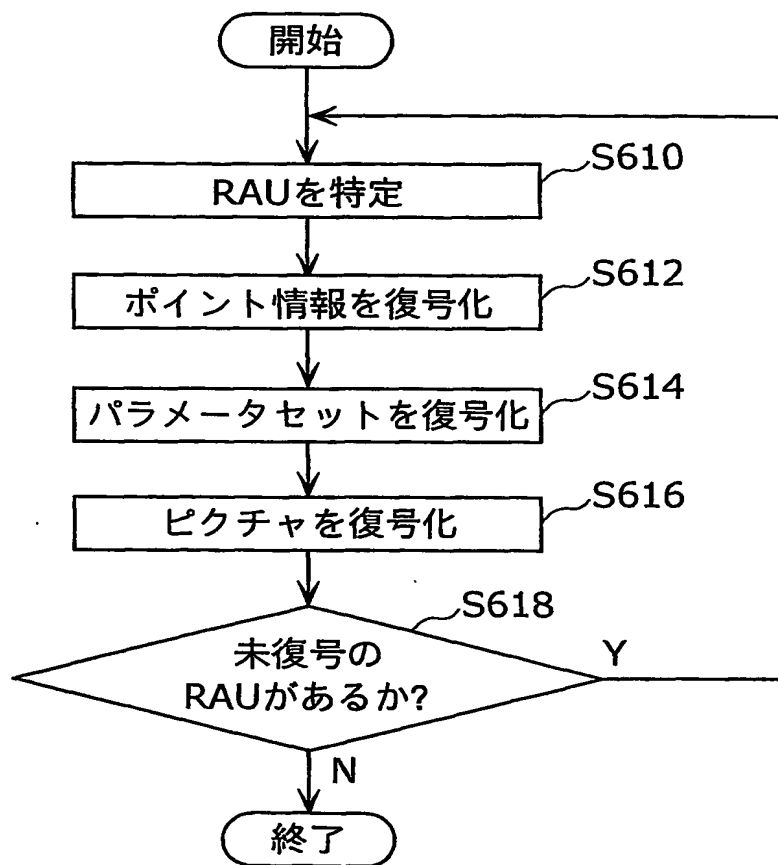 開始
S610
RAUを特定
S612
ポイント情報を復号化
S614
パラメータセットを復号化
S616
ピクチャを復号化
S618
未復号の
RAUがあるか?
Y
N
終了